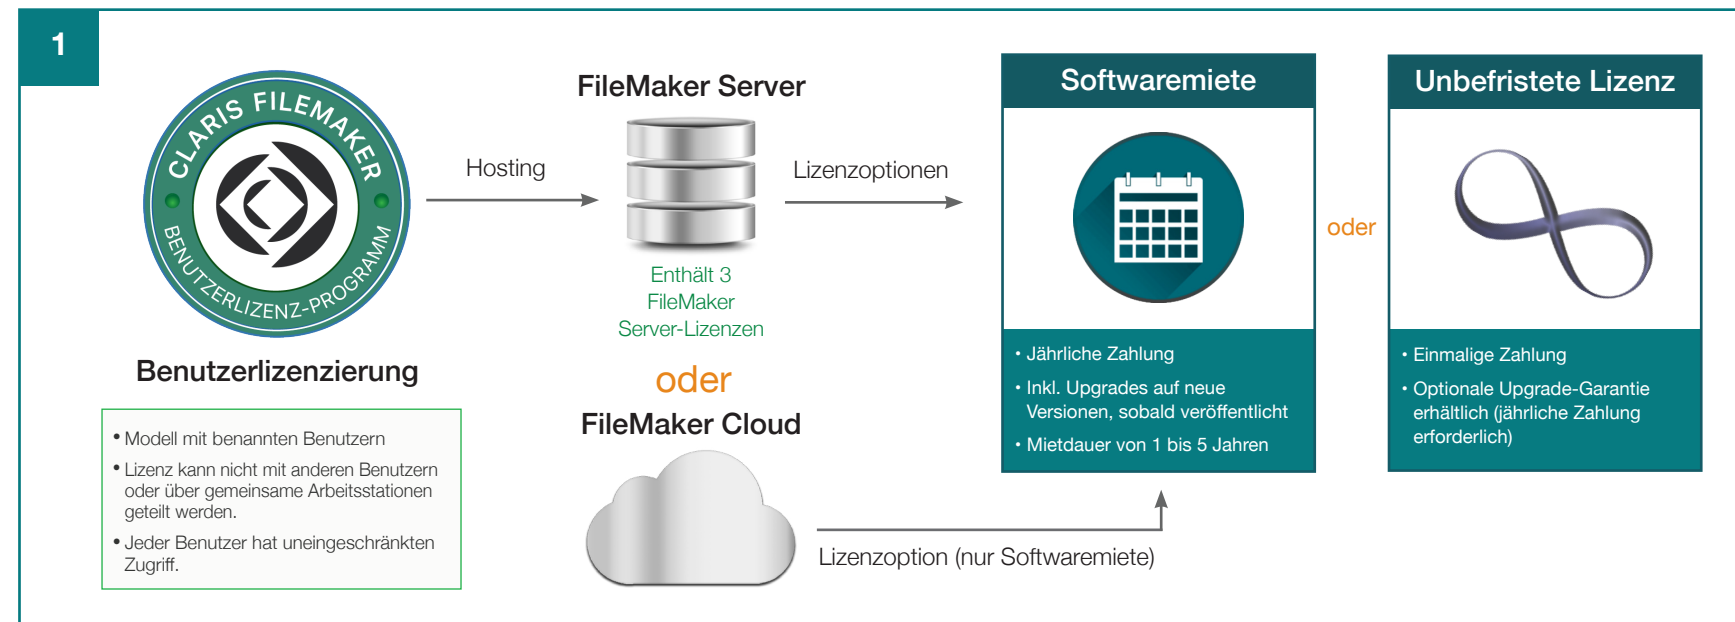 1
CLARIS FILEMAKER
BENUTZERLIZENZ-PROGRAMM
Benutzerlizenzierung
• Modell mit benannten Benutzern
• Lizenz kann nicht mit anderen Benutzern
oder über gemeinsame Arbeitsstationen
geteilt werden.
• Jeder Benutzer hat uneingeschränkten
Zugriff.
Hosting
FileMaker Server
Enthält 3
FileMaker
Server-Lizenzen
oder
FileMaker Cloud
Lizenzoptionen
Lizenzoption (nur Softwaremiete)
Softwaremiete
• Jährliche Zahlung
• Inkl. Upgrades auf neue
Versionen, sobald veröffentlicht
• Mietdauer von 1 bis 5 Jahren
oder
Unbefristete Lizenz
• Einmalige Zahlung
• Optionale Upgrade-Garantie
erhältlich (jährliche Zahlung
erforderlich)